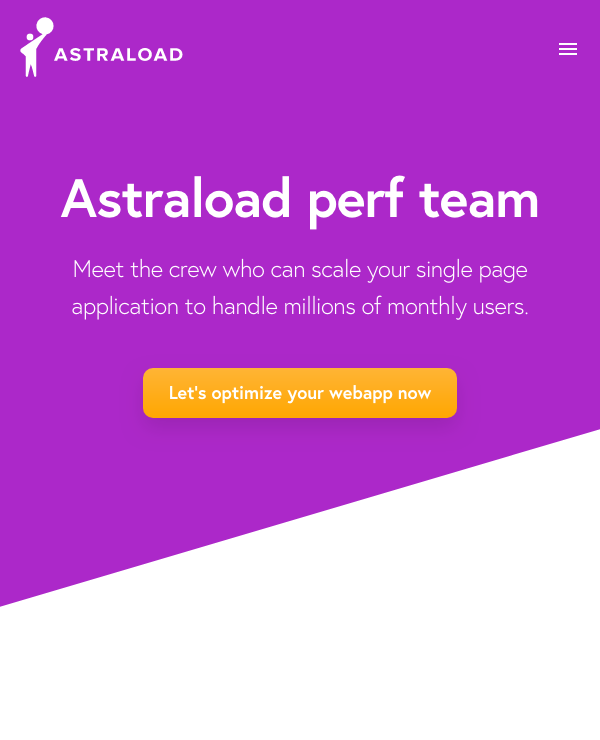 ASTRALOAD
Astraload perf team
Meet the crew who can scale your single page
application to handle millions of monthly users.
Let's optimize your webapp now